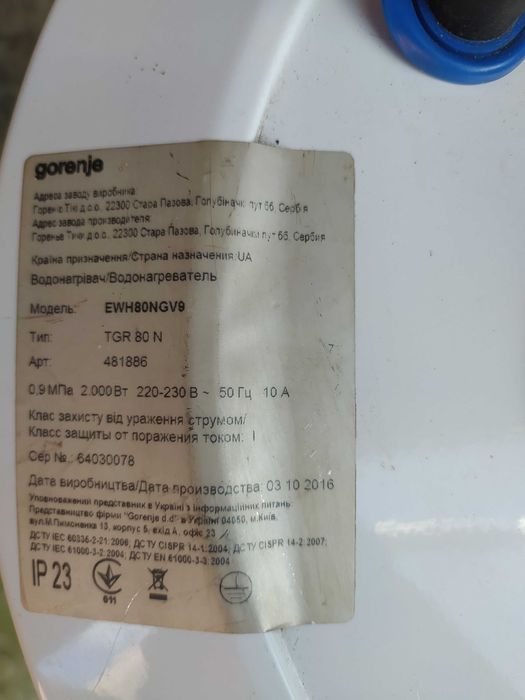 gorenje
Адреса заводу виробника:
Горенє Тікі д.о.о., 22300 Стара Пазова, Голубіначкі пут 66, Сербія
Адрес завода производителя:
Горенье Тики д.о.о., 22300 Стара Пазова, Голубиначки пут 66, Сербия
Країна призначення/Страна назначения:UA
Водонагрівач/Водонагреватель
Модель: EWH80NGV9
Тип: TGR 80 N
Арт: 481886
0.9 МПа 2.000 Вт 220-230 В ~ 50 Гц 10 А
Клас захисту від ураження струмом/
Класс защиты от поражения током: I
Сер №.: 64030078
Дата виробництва/Дата производства: 03 10 2016
Уповноважений представник в Україні з інформаційних питань:
Представництво фірми "Gorenje d.d" в Україні 04050, м.Київ,
вул.М.Пимоненка 13, корпус 5, вхід А, офіс 23
ДСТУ IEC 60335-2-21:2006; ДСТУ CISPR 14-1:2004; ДСТУ CISPR 14-2:2007;
ДСТУ IEC 61000-3-2:2004; ДСТУ EN 61000-3-3:2004
IP 23
011